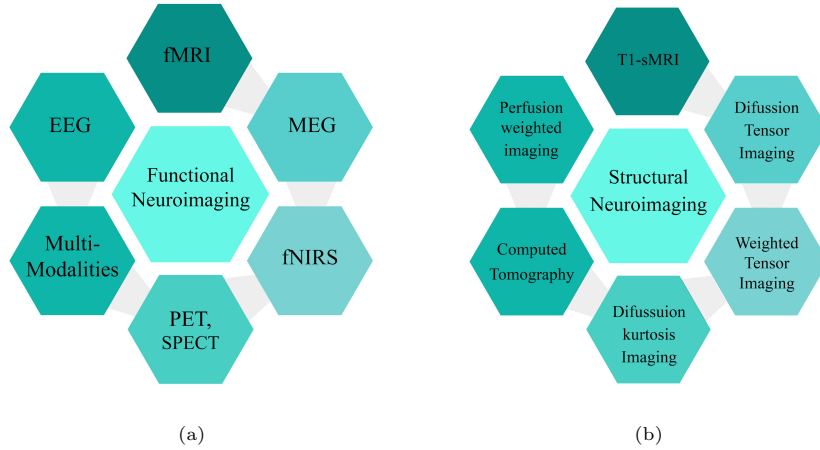 fMRI
EEG
MEG
Functional
Neuroimaging
Multi-
Modalities
fNIRS
PET,
SPECT
(a)
T1-sMRI
Perfusion
weighted
imaging
Difussion
Tensor
Imaging
Structural
Neuroimaging
Computed
Tomography
Weighted
Tensor
Imaging
Difussuion
kurtosis
Imaging
(b)